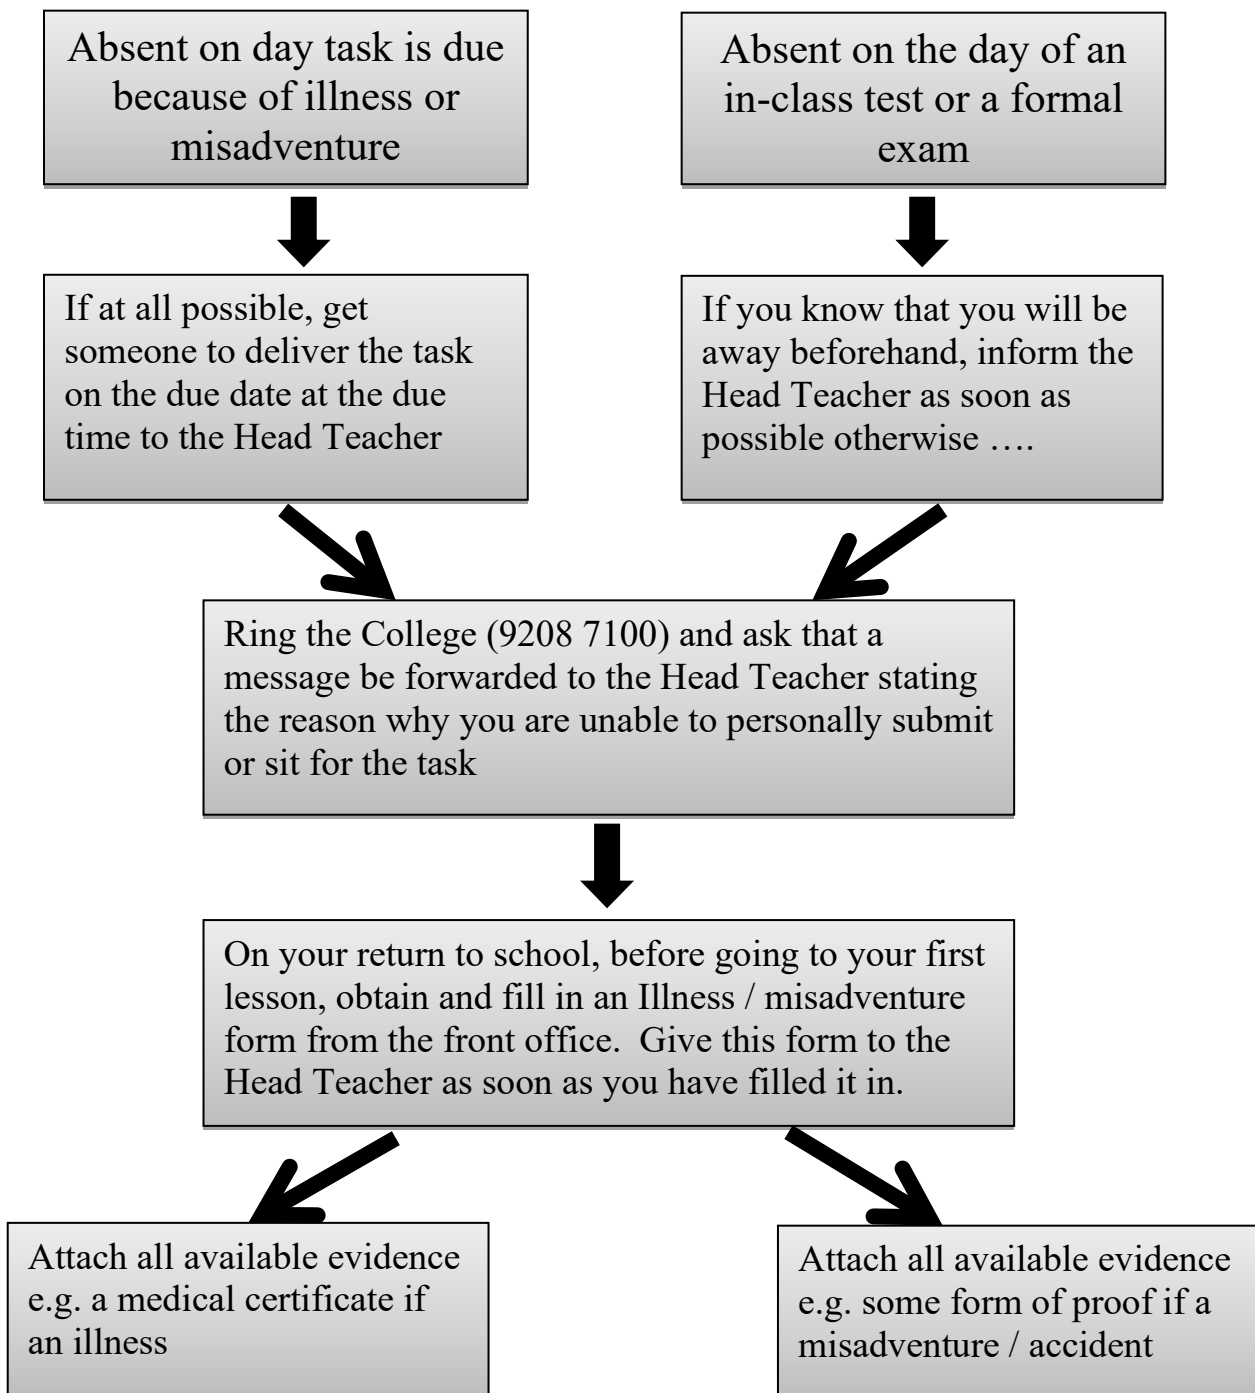 Absent on day task is due
because of illness or
misadventure
Absent on the day of an
in-class test or a formal
exam
If at all possible, get
someone to deliver the task
on the due date at the due
time to the Head Teacher
If you know that you will be
away beforehand, inform the
Head Teacher as soon as
possible otherwise ….
Ring the College (9208 7100) and ask that a
message be forwarded to the Head Teacher stating
the reason why you are unable to personally submit
or sit for the task
On your return to school, before going to your first
lesson, obtain and fill in an Illness / misadventure
form from the front office.  Give this form to the
Head Teacher as soon as you have filled it in.
Attach all available evidence
e.g. a medical certificate if
an illness
Attach all available evidence
e.g. some form of proof if a
misadventure / accident